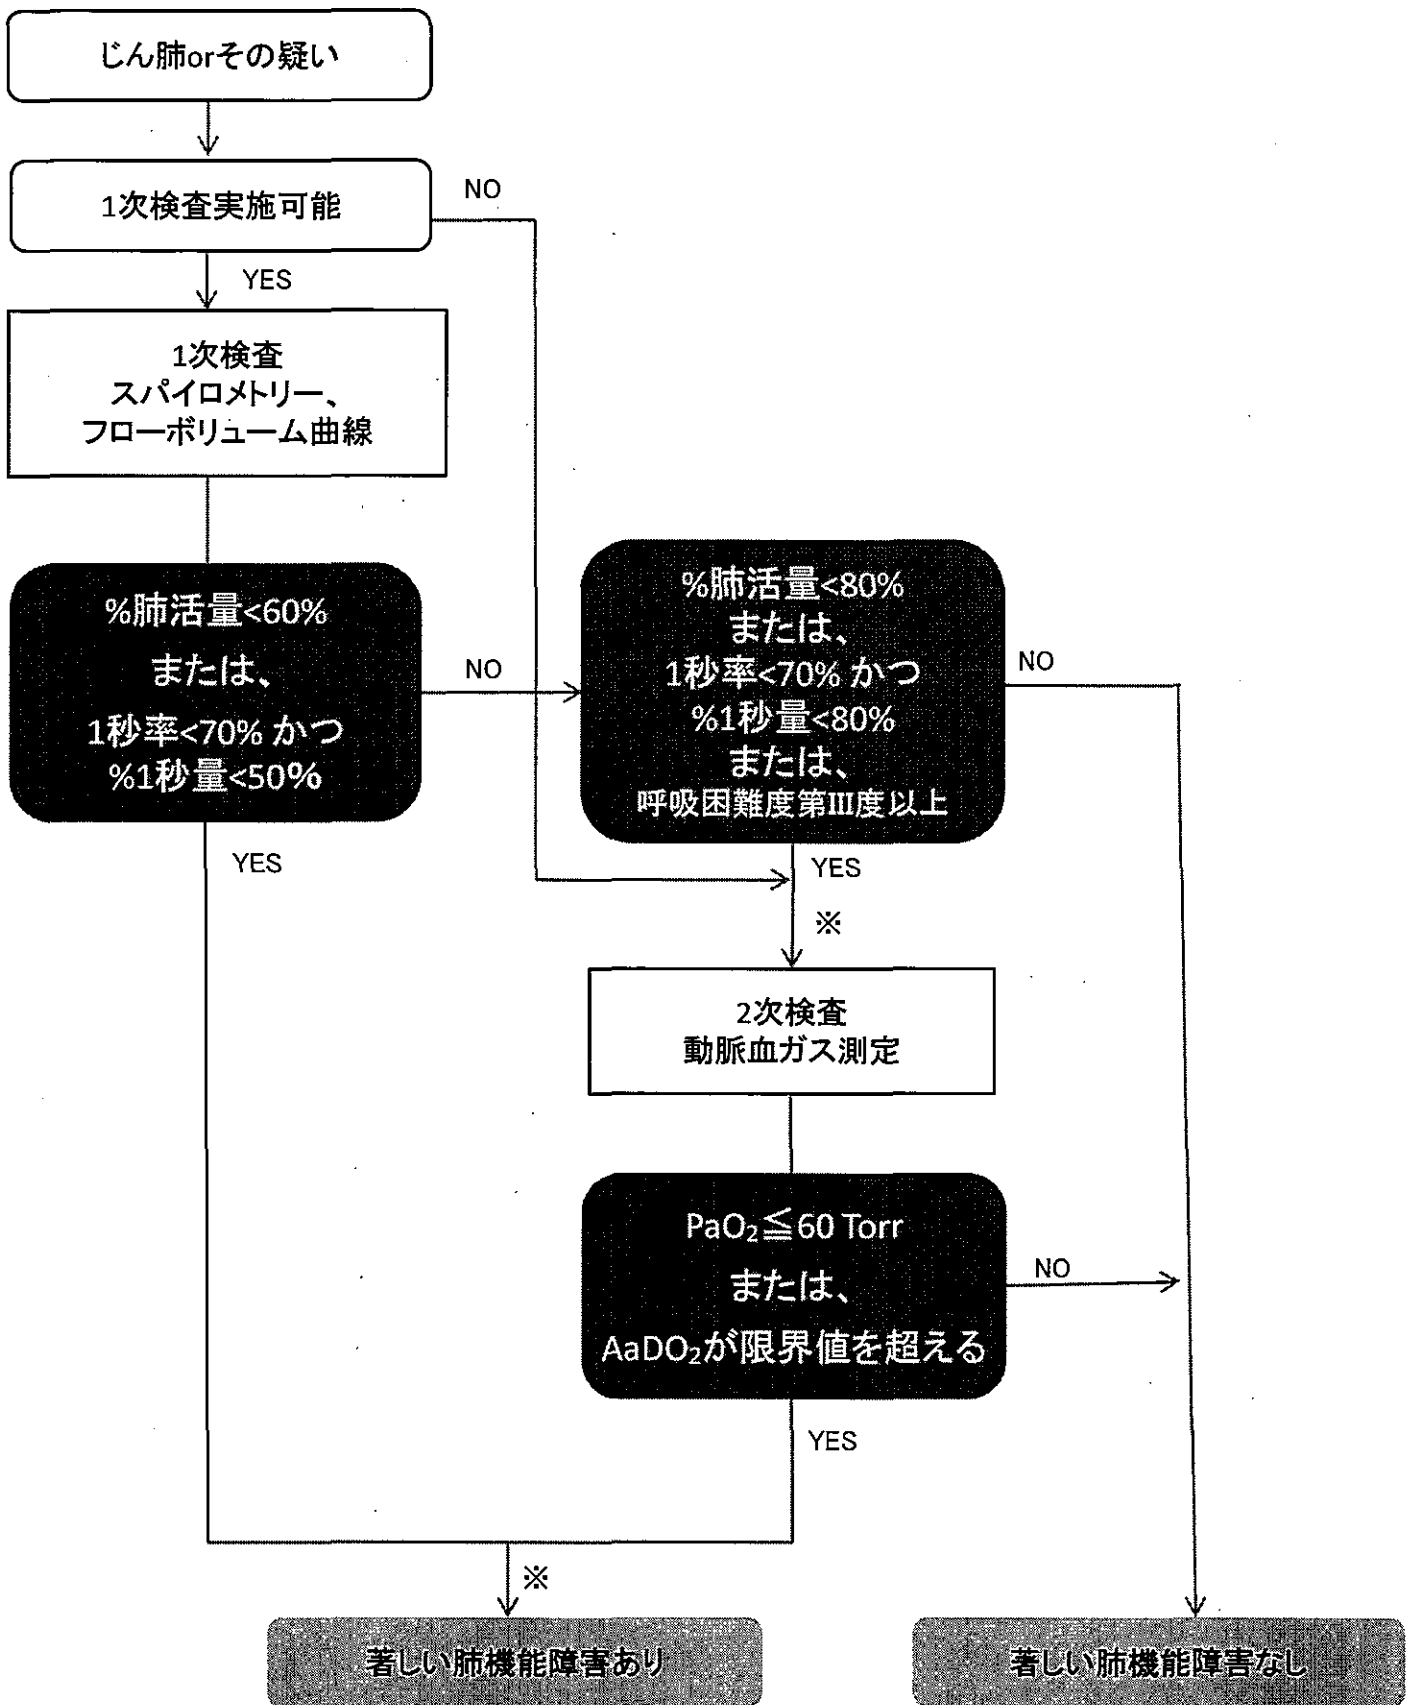 じん肺orその疑い
1次検査実施可能
NO
YES
1次検査
スパイロメトリー、
フローボリューム曲線
%肺活量<60%
または、
1秒率<70% かつ
%1秒量<50%
NO
YES
%肺活量<80%
または、
1秒率<70% かつ
%1秒量<80%
または、
呼吸困難度第III度以上
NO
YES
※
2次検査
動脈血ガス測定
PaO₂≦60 Torr
または、
AaDO₂が限界値を超える
NO
YES
※
著しい肺機能障害あり
著しい肺機能障害なし